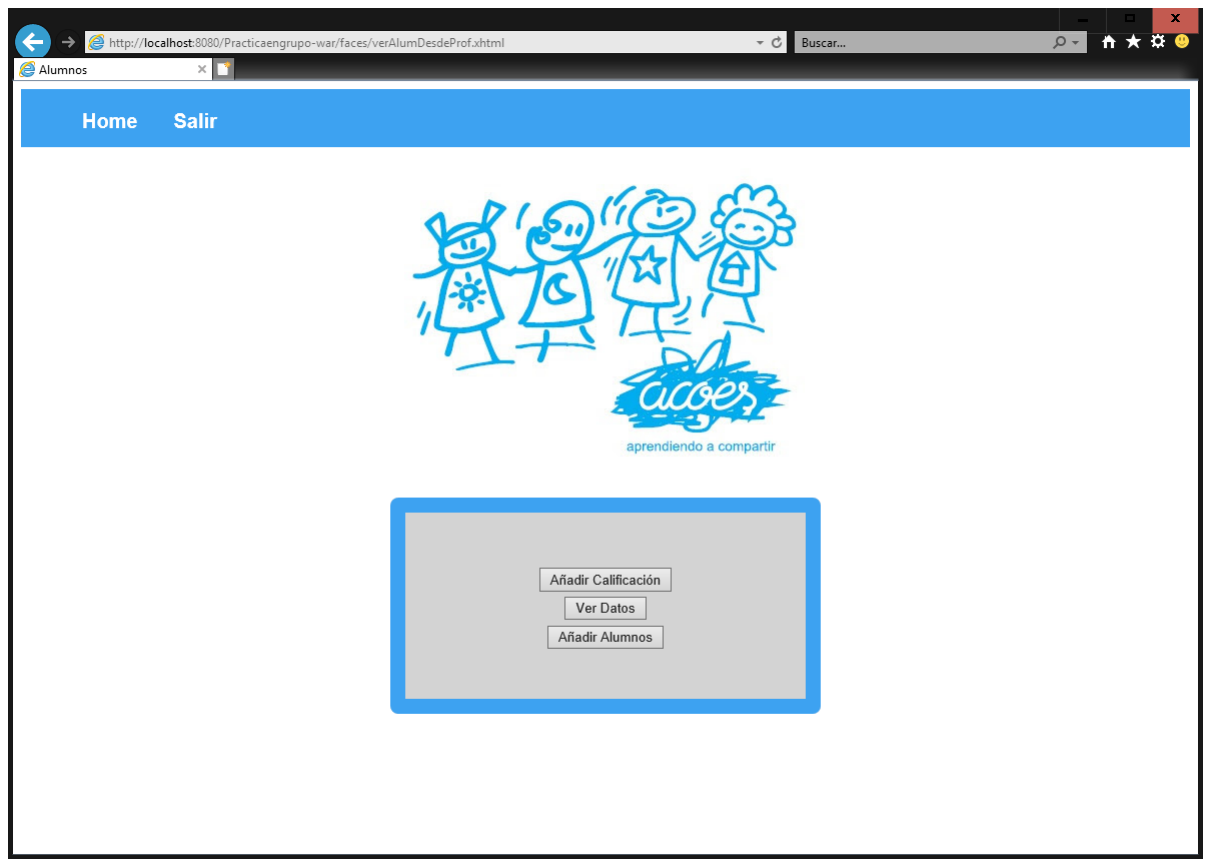 http://localhost:8080/Practicaengrupo-war/faces/verAlumDesdeProf.xhtml
Buscar...
Alumnos
Home Salir
acoes
aprendiendo a compartir
Añadir Calificación
Ver Datos
Añadir Alumnos